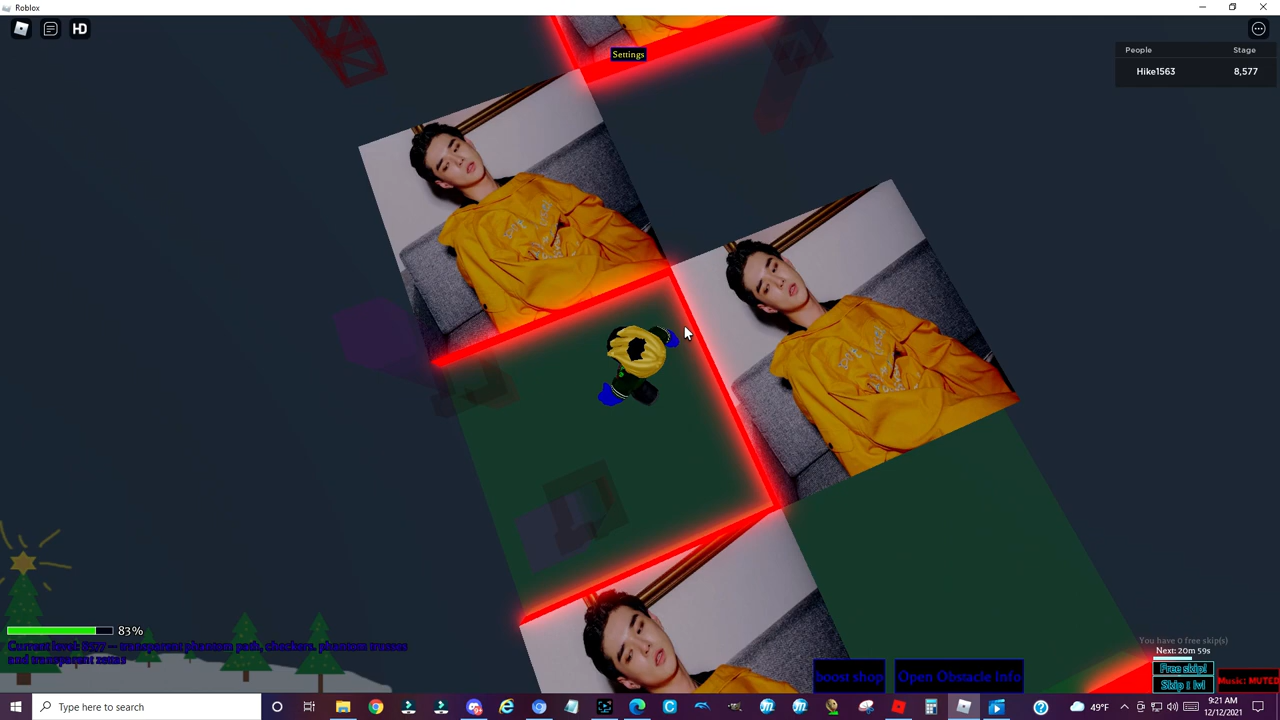 Roblox
HD
Settings
People Stage
Hike1563 8,577
83%
Current level: 8577 -- transparent phantom path, checkers, phantom trusses
and transparent zems
You have 0 free skip(s)
Next: 20m 59s
Free skip!
Skip 1 lvl
Music: MUTED
boost shop
Open Obstacle Info
Type here to search
49°F
9:21 AM
12/12/2021